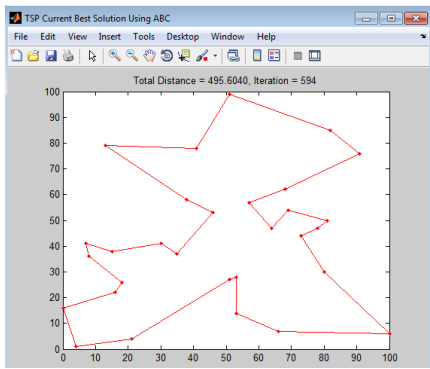 TSP Current Best Solution Using ABC
File Edit View Insert Tools Desktop Window Help
Total Distance = 495.6040, Iteration = 594
100
90
80
70
60
50
40
30
20
10
0
0 10 20 30 40 50 60 70 80 90 100